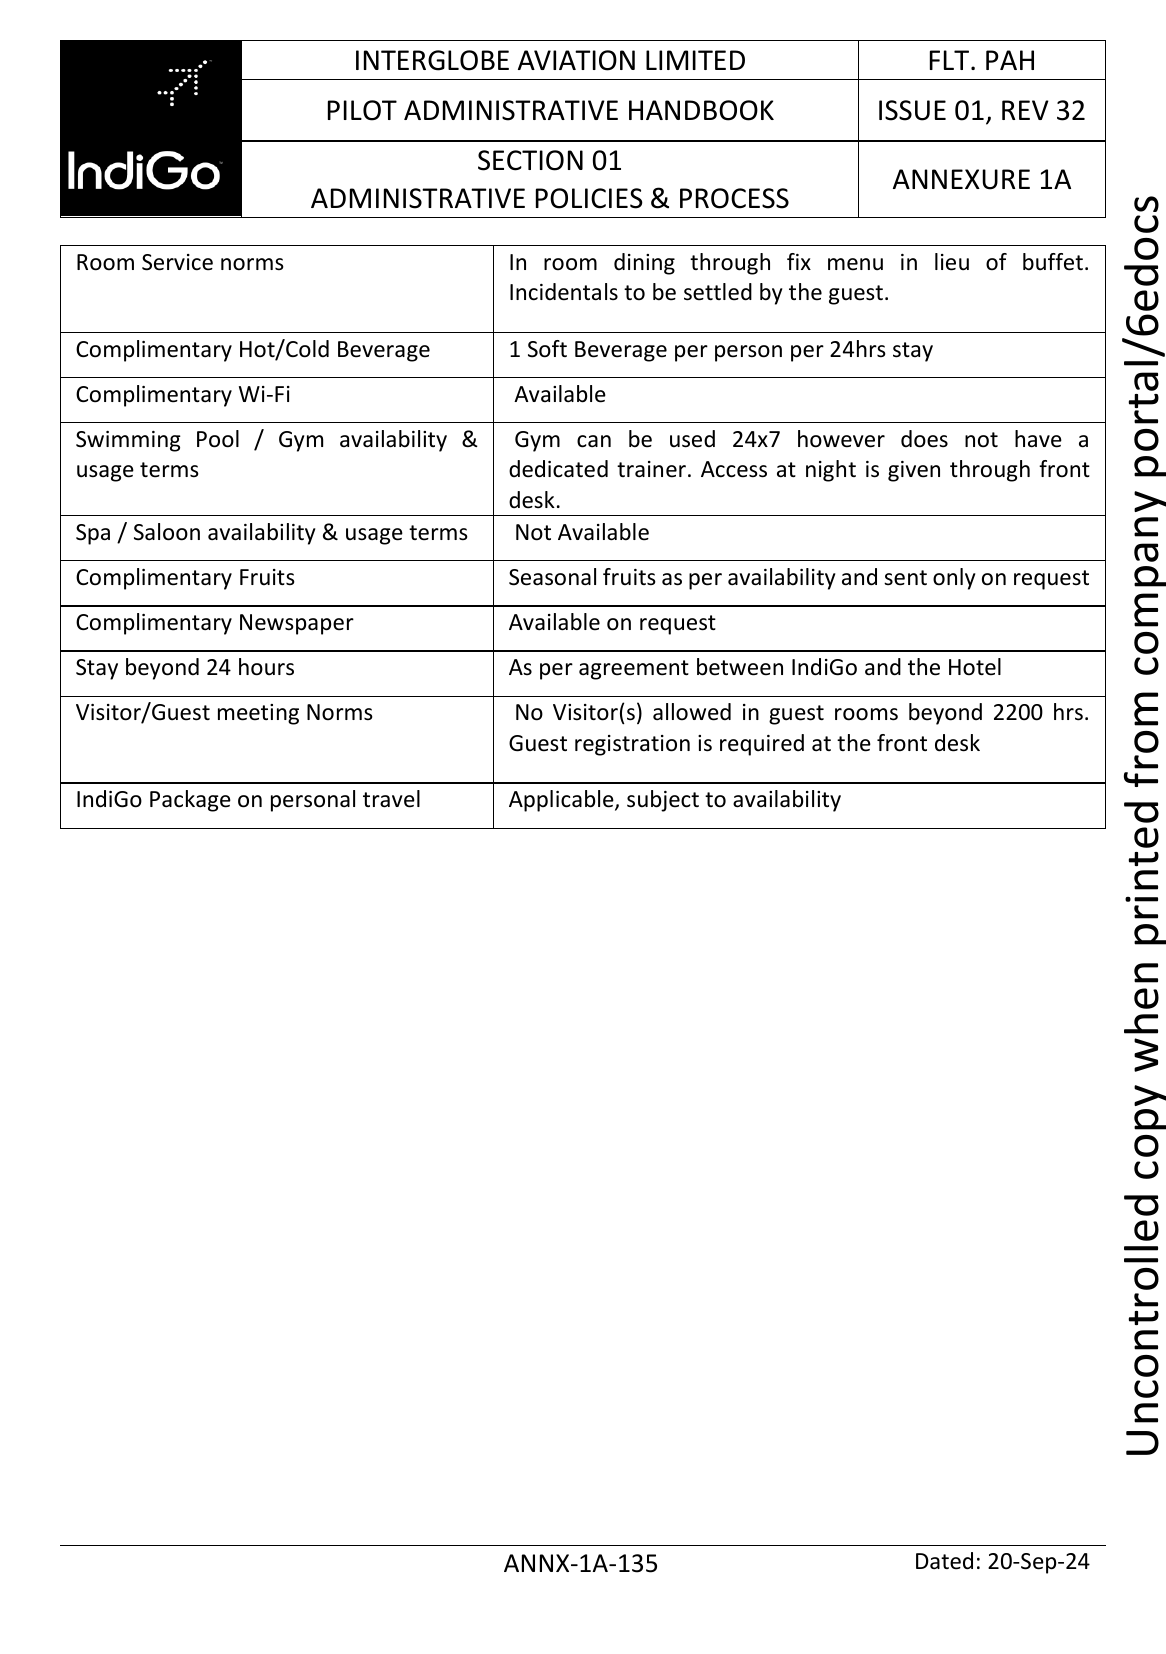 IndiGo
INTERGLOBE AVIATION LIMITED
FLT. PAH
PILOT ADMINISTRATIVE HANDBOOK
ISSUE 01, REV 32
SECTION 01
ADMINISTRATIVE POLICIES & PROCESS
ANNEXURE 1A
Room Service norms
In room dining through fix menu in lieu of buffet.
Incidentals to be settled by the guest.
Complimentary Hot/Cold Beverage
1 Soft Beverage per person per 24hrs stay
Complimentary Wi-Fi
Available
Swimming Pool / Gym availability &
usage terms
Gym can be used 24x7 however does not have a
dedicated trainer. Access at night is given through front
desk.
Spa / Saloon availability & usage terms
Not Available
Complimentary Fruits
Seasonal fruits as per availability and sent only on request
Complimentary Newspaper
Available on request
Stay beyond 24 hours
As per agreement between IndiGo and the Hotel
Visitor/Guest meeting Norms
No Visitor(s) allowed in guest rooms beyond 2200 hrs.
Guest registration is required at the front desk
IndiGo Package on personal travel
Applicable, subject to availability
Uncontrolled copy when printed from company portal/6edocs
ANNX-1A-135
Dated: 20-Sep-24